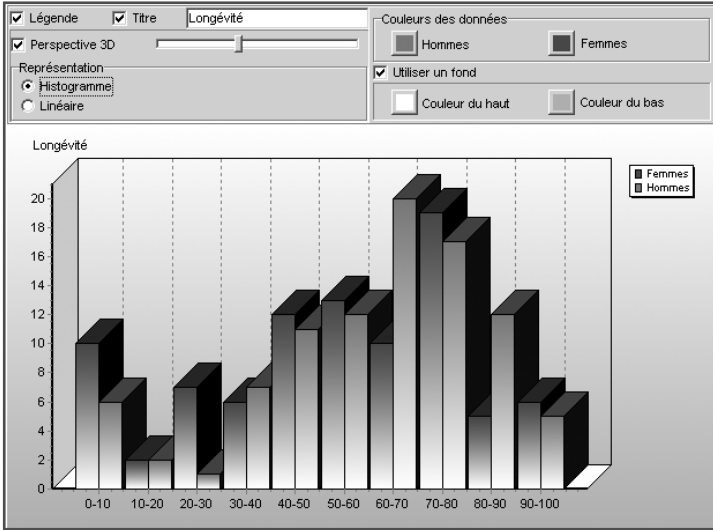 Légende Titre Longévité
Perspective 3D
Représentation
Histogramme
Linéaire
Couleurs des données
Hommes Femmes
Utiliser un fond
Couleur du haut Couleur du bas
Longévité
Femmes
Hommes
20
18
16
14
12
10
8
6
4
2
0
0-10 10-20 20-30 30-40 40-50 50-60 60-70 70-80 80-90 90-100